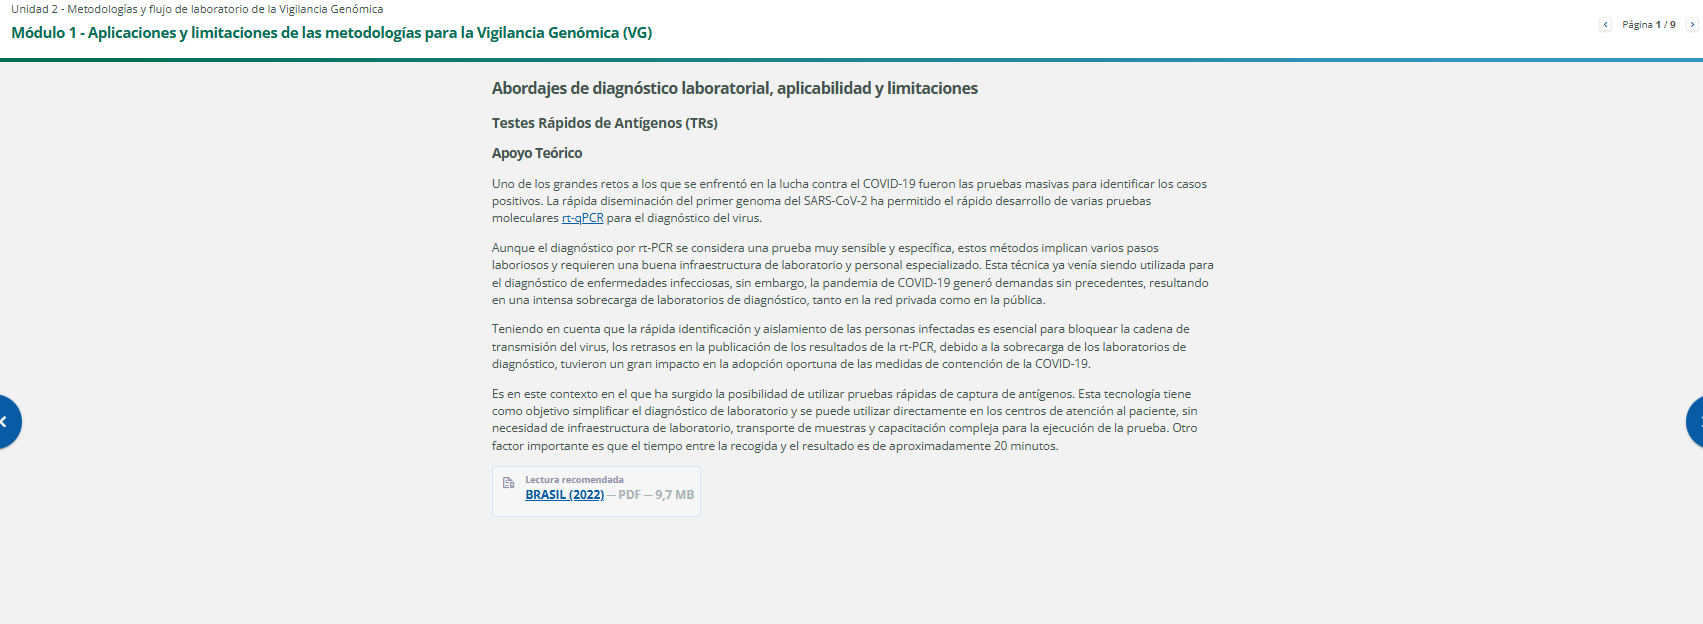 Unidad 2 - Metodologías y flujo de laboratorio de la Vigilancia Genómica
Módulo 1 - Aplicaciones y limitaciones de las metodologías para la Vigilancia Genómica (VG)
Página 1 / 9
Abordajes de diagnóstico laboratorial, aplicabilidad y limitaciones
Testes Rápidos de Antígenos (TRs)
Apoyo Teórico
Uno de los grandes retos a los que se enfrentó en la lucha contra el COVID-19 fueron las pruebas masivas para identificar los casos
positivos. La rápida diseminación del primer genoma del SARS-CoV-2 ha permitido el rápido desarrollo de varias pruebas
moleculares rt-qPCR para el diagnóstico del virus.
Aunque el diagnóstico por rt-PCR se considera una prueba muy sensible y específica, estos métodos implican varios pasos
laboriosos y requieren una buena infraestructura de laboratorio y personal especializado. Esta técnica ya venía siendo utilizada para
el diagnóstico de enfermedades infecciosas, sin embargo, la pandemia de COVID-19 generó demandas sin precedentes, resultando
en una intensa sobrecarga de laboratorios de diagnóstico, tanto en la red privada como en la pública.
Teniendo en cuenta que la rápida identificación y aislamiento de las personas infectadas es esencial para bloquear la cadena de
transmisión del virus, los retrasos en la publicación de los resultados de la rt-PCR, debido a la sobrecarga de los laboratorios de
diagnóstico, tuvieron un gran impacto en la adopción oportuna de las medidas de contención de la COVID-19.
Es en este contexto en el que ha surgido la posibilidad de utilizar pruebas rápidas de captura de antígenos. Esta tecnología tiene
como objetivo simplificar el diagnóstico de laboratorio y se puede utilizar directamente en los centros de atención al paciente, sin
necesidad de infraestructura de laboratorio, transporte de muestras y capacitación compleja para la ejecución de la prueba. Otro
factor importante es que el tiempo entre la recogida y el resultado es de aproximadamente 20 minutos.
Lectura recomendada
BRASIL (2022) — PDF — 9,7 MB